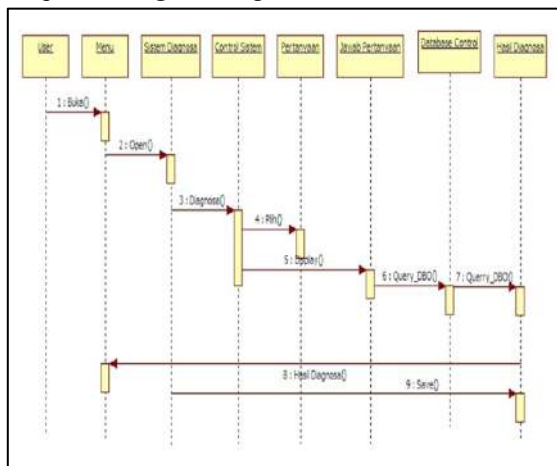 User
Menu
Sistem Diagnosa
Control Sistem
Pertanyaan
Jawab Pertanyaan
Database Control
Hasil Diagnosa
1 : Buka()
2 : Open()
3 : Diagnosa()
4 : Pilih()
5 :
6 : Query_DBO()
7 : Querry_DBO()
8 : Hasil Diagnosa()
9 : Save()